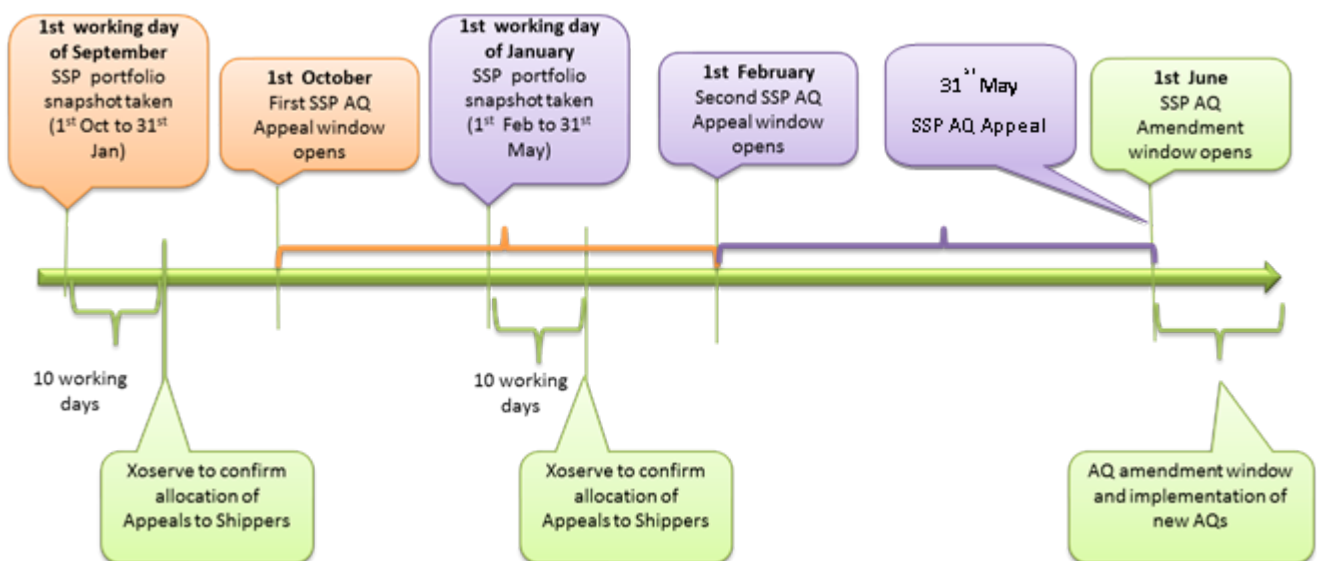 1st working day
of September
SSP portfolio
snapshot taken
(1st Oct to 31st
Jan)
1st October
First SSP AQ
Appeal window
opens
1st working day
of January
SSP portfolio
snapshot taken
(1st Feb to 31st
May)
1st February
Second SSP AQ
Appeal window
opens
31st May
SSP AQ Appeal
1st June
SSP AQ
Amendment
window opens
10 working
days
10 working
days
Xoserve to confirm
allocation of
Appeals to Shippers
Xoserve to confirm
allocation of
Appeals to Shippers
AQ amendment window
and implementation of
new AQs